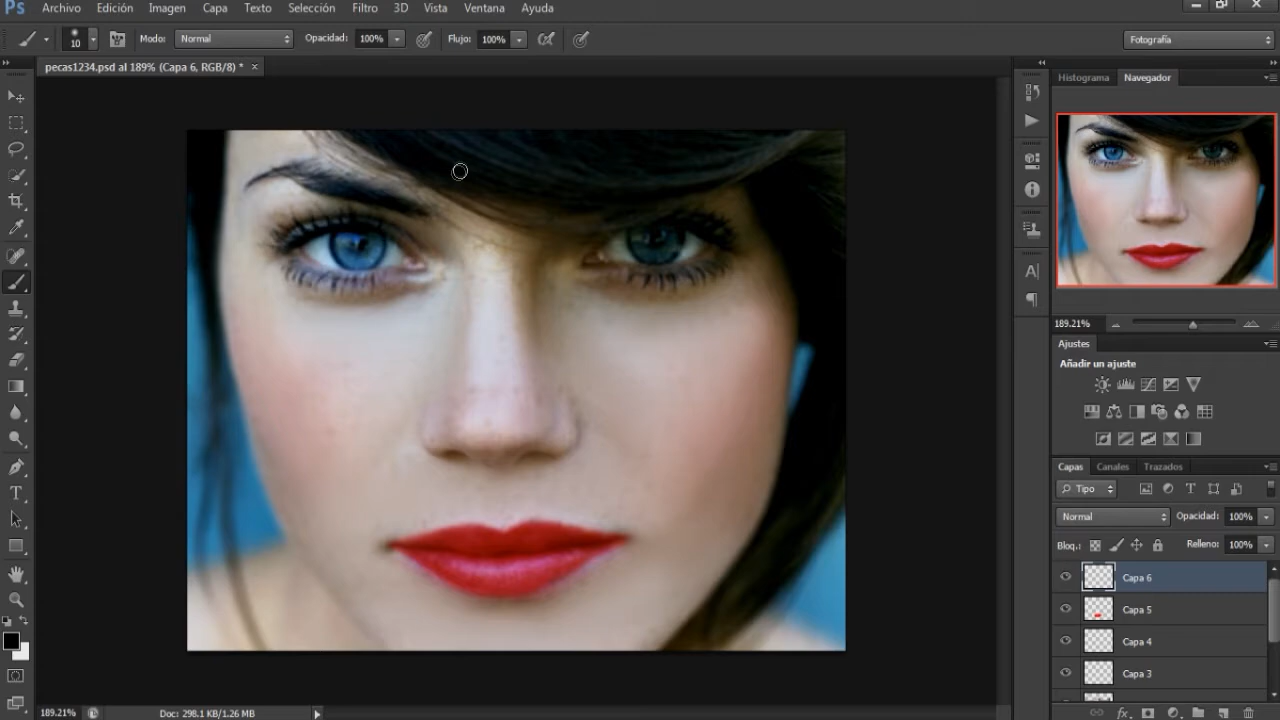 Ps Archivo Edición Imagen Capa Texto Selección Filtro 3D Vista Ventana Ayuda
10 Modo: Normal Opacidad: 100% Flujo: 100% Fotografía
pecas1234.psd al 189% (Capa 6, RGB/8) * ×
Histograma Navegador
189.21%
Ajustes
Añadir un ajuste
Capas Canales Trazados
Tipo T
Normal Opacidad: 100%
Bloq.: Relleno: 100%
Capa 6
Capa 5
Capa 4
Capa 3
fx
189.21% Doc: 298.1 KB/1.26 MB